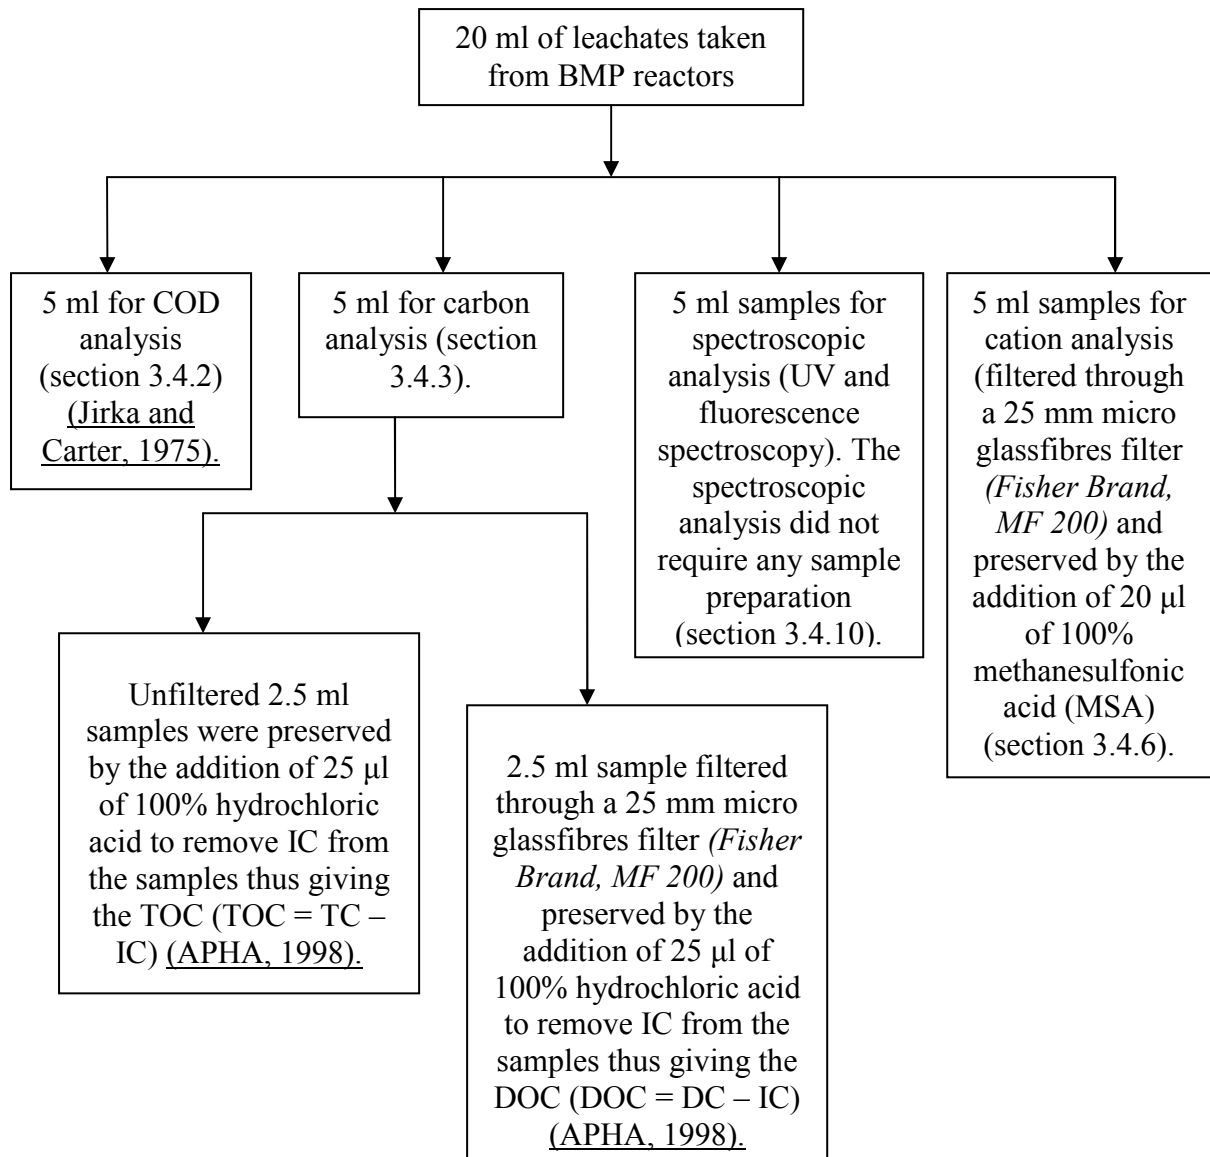 20 ml of leachates taken
from BMP reactors
5 ml for COD
analysis
(section 3.4.2)
(Jirka and
Carter, 1975).
5 ml for carbon
analysis (section
3.4.3).
5 ml samples for
spectroscopic
analysis (UV and
fluorescence
spectroscopy). The
spectroscopic
analysis did not
require any sample
preparation
(section 3.4.10).
5 ml samples for
cation analysis
(filtered through
a 25 mm micro
glassfibres filter
(Fisher Brand,
MF 200) and
preserved by the
addition of 20 μl
of 100%
methanesulfonic
acid (MSA)
(section 3.4.6).
Unfiltered 2.5 ml
samples were preserved
by the addition of 25 μl
of 100% hydrochloric
acid to remove IC from
the samples thus giving
the TOC (TOC = TC –
IC) (APHA, 1998).
2.5 ml sample filtered
through a 25 mm micro
glassfibres filter (Fisher
Brand, MF 200) and
preserved by the
addition of 25 μl of
100% hydrochloric acid
to remove IC from the
samples thus giving the
DOC (DOC = DC – IC)
(APHA, 1998).